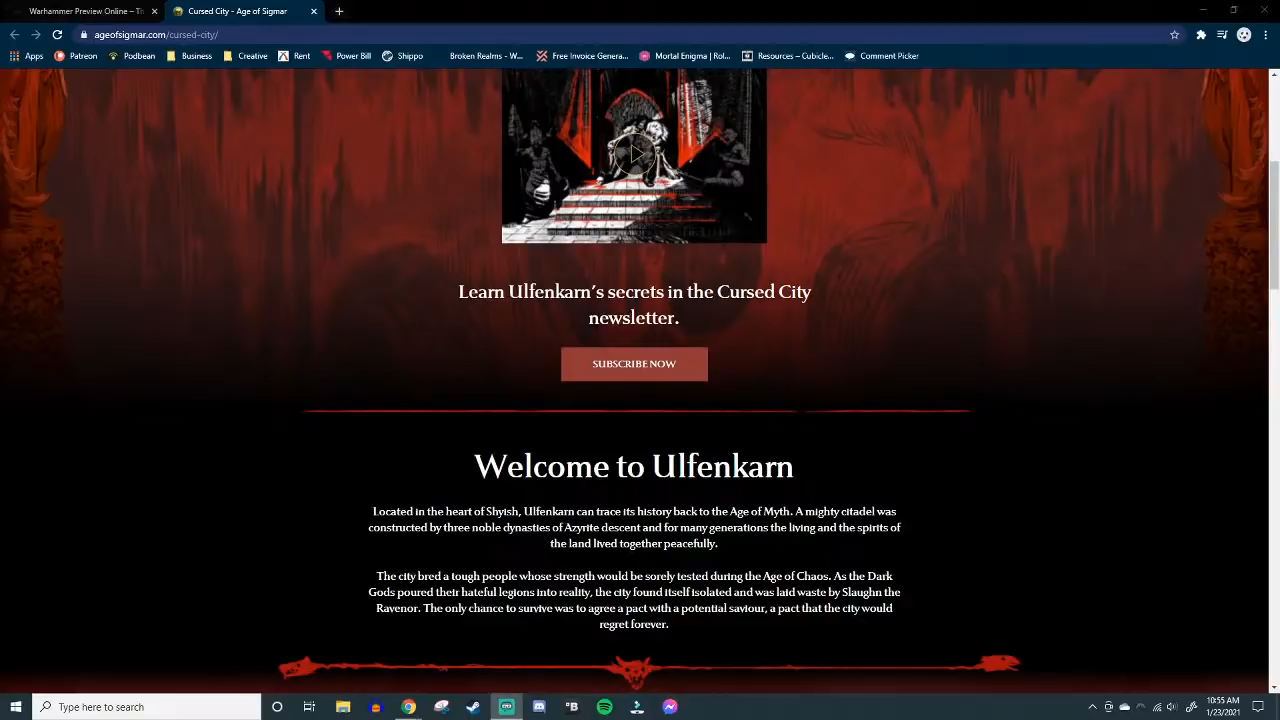 Warhammer Preview Online – Th
Cursed City - Age of Sigmar
ageofsigmar.com/cursed-city/
Apps
Patreon
Podbean
Business
Creative
Rent
Power Bill
Shippo
Broken Realms - W...
Free Invoice Genera...
Mortal Enigma | Rol...
Resources – Cubicle...
Comment Picker
Learn Ulfenkarn's secrets in the Cursed City
newsletter.
SUBSCRIBE NOW
Welcome to Ulfenkarn
Located in the heart of Shyish, Ulfenkarn can trace its history back to the Age of Myth. A mighty citadel was
constructed by three noble dynasties of Azyrite descent and for many generations the living and the spirits of
the land lived together peacefully.
The city bred a tough people whose strength would be sorely tested during the Age of Chaos. As the Dark
Gods poured their hateful legions into reality, the city found itself isolated and was laid waste by Slaughn the
Ravenor. The only chance to survive was to agree a pact with a potential saviour, a pact that the city would
regret forever.
Type here to search
10:55 AM
1/23/2021